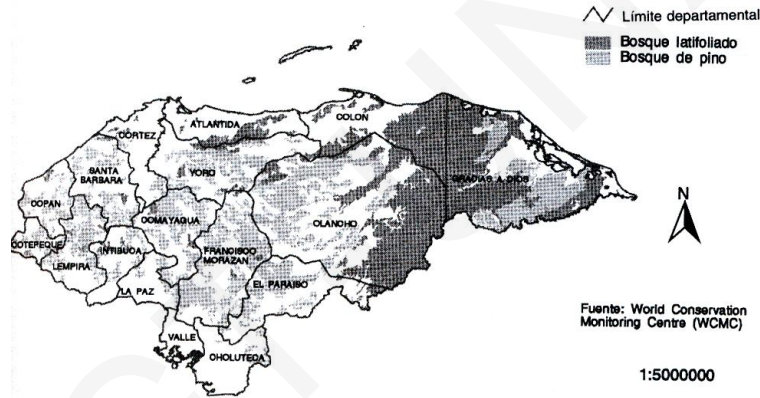 Límite departamental
Bosque latifoliado
Bosque de pino
ATLANTIDA
COLON
CORTEZ
YORO
SANTA
BARBARA
GRACIAS A DIOS
COPAN
COMAYAGUA
OLANCHO
OCOTEPEQUE
INTIBUCA
FRANCISCO
MORAZAN
LEMPIRA
EL PARAISO
LA PAZ
N
VALLE
CHOLUTECA
Fuente: World Conservation
Monitoring Centre (WCMC)
1:5000000